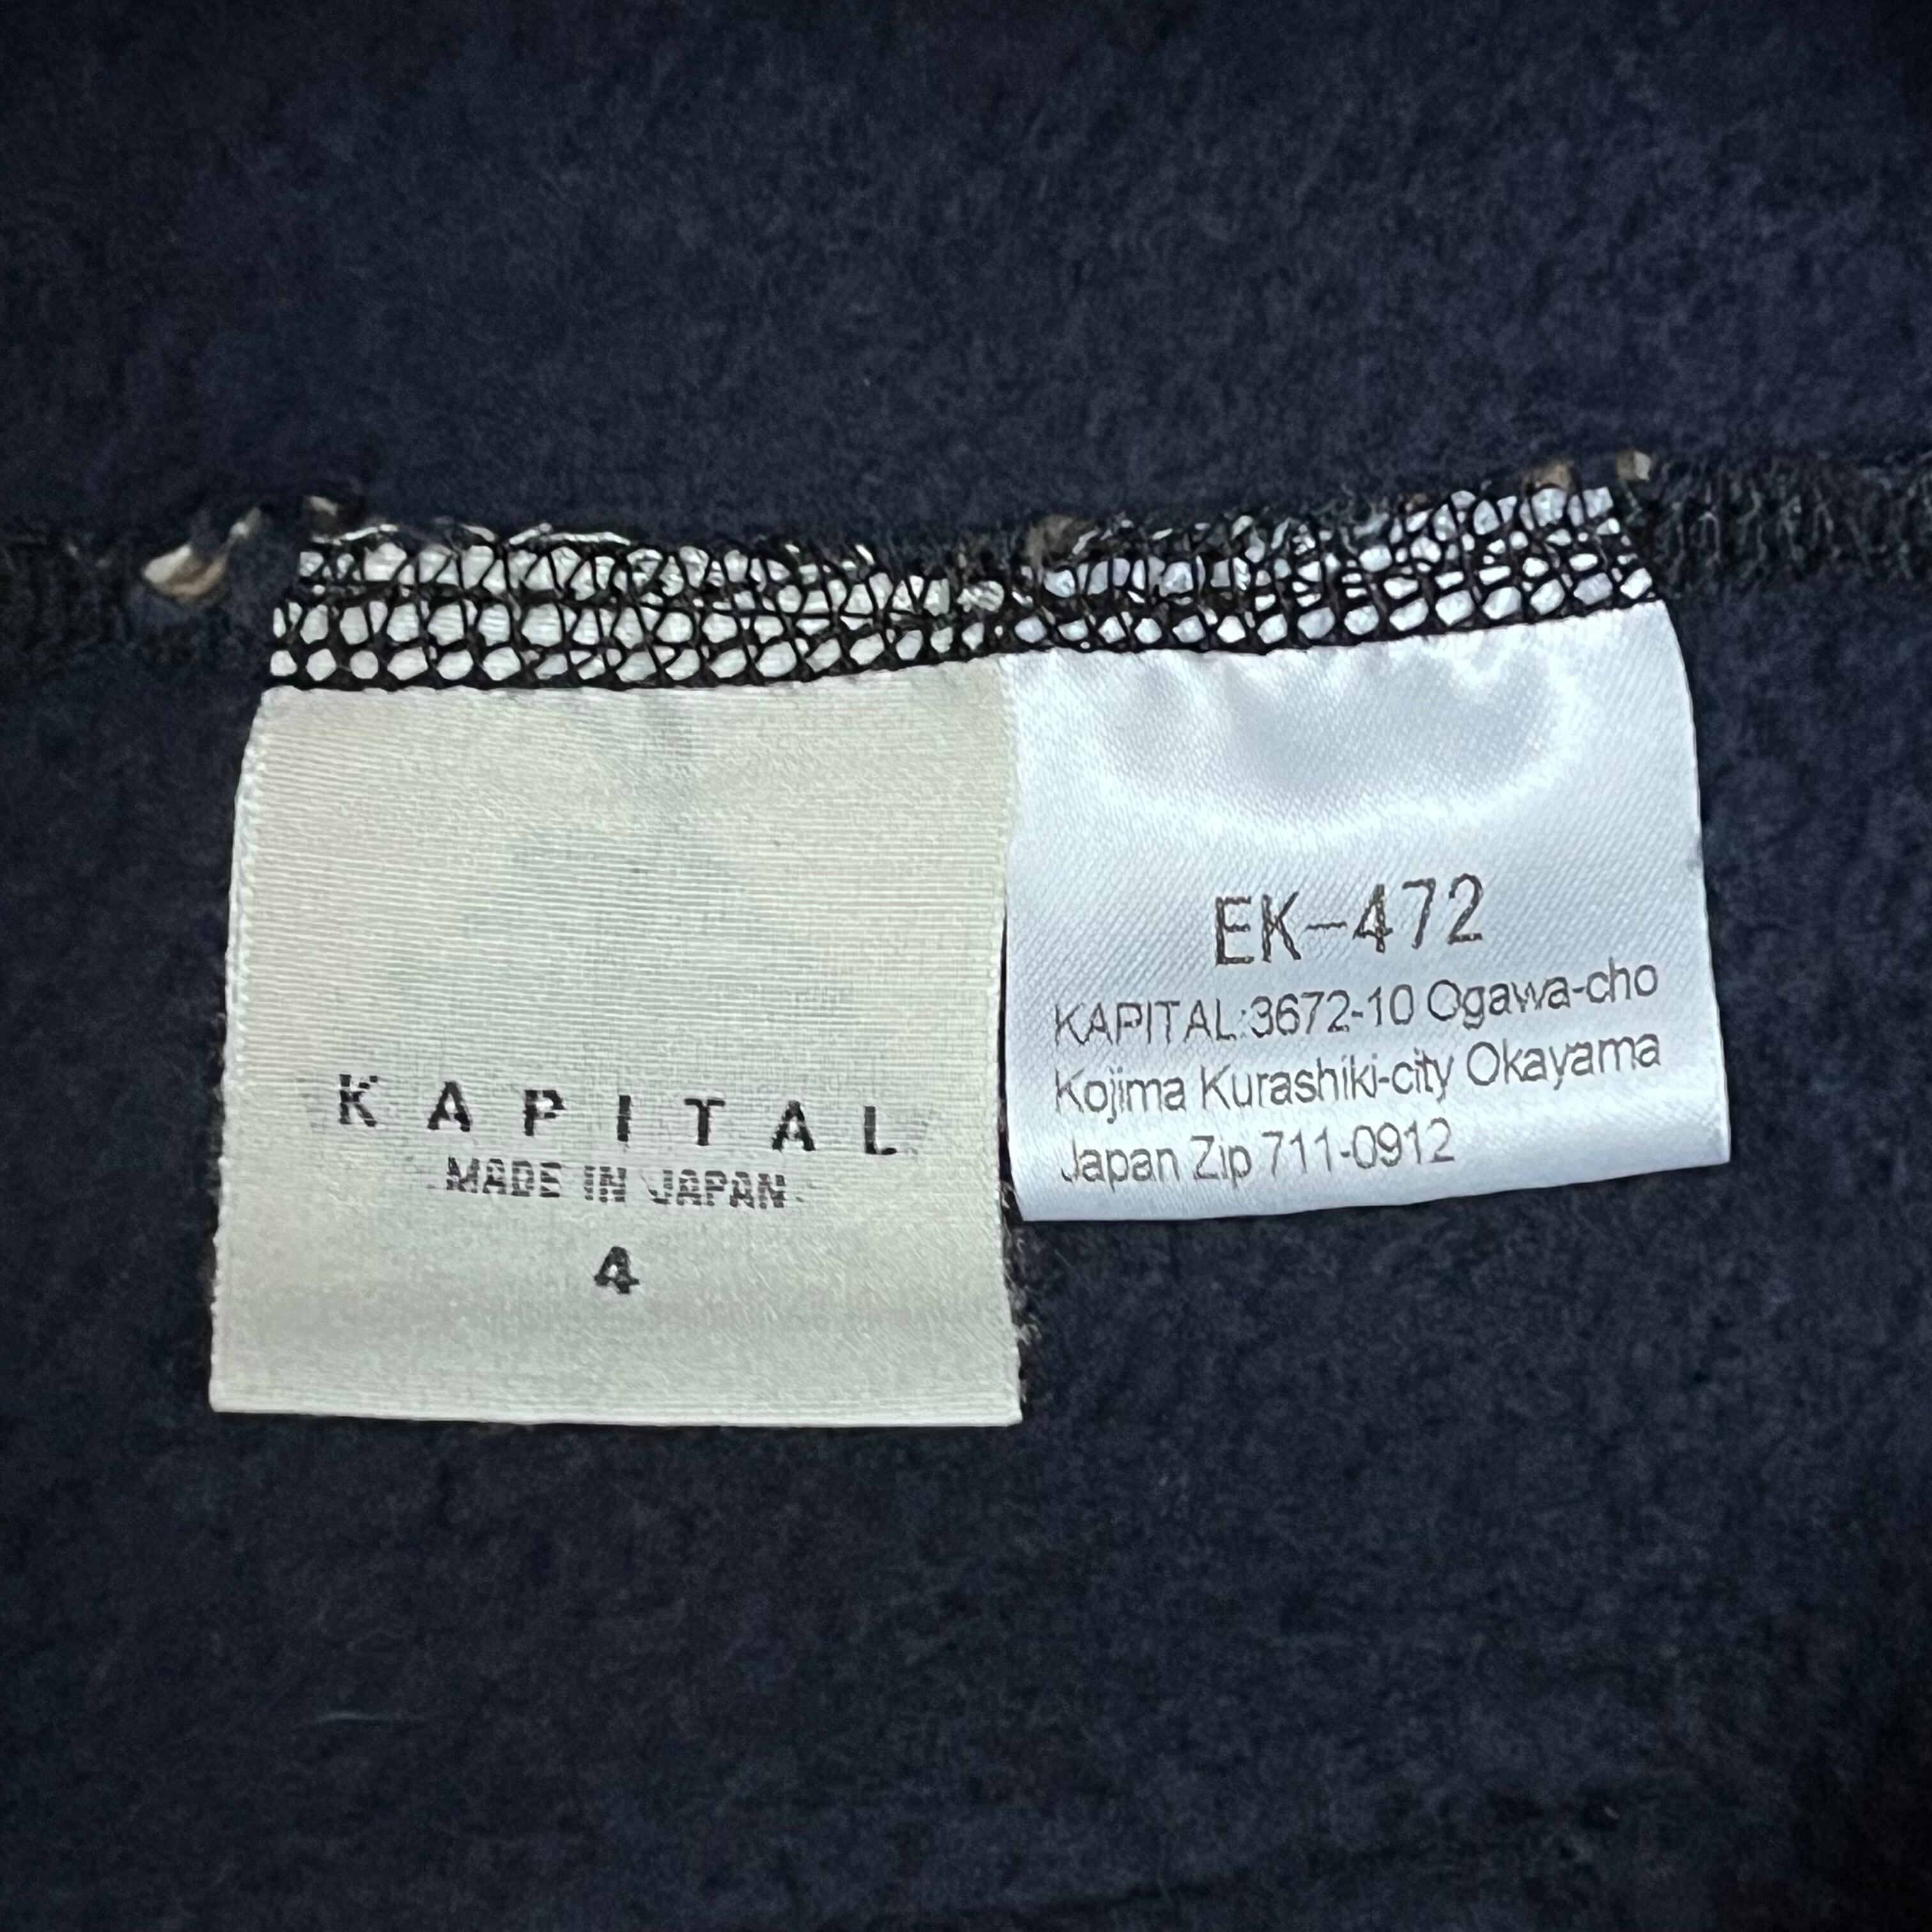 KAPITAL
MADE IN JAPAN
4
EK-472
KAPITAL:3672-10 Ogawa-cho
Kojima Kurashiki-city Okayama
Japan Zip 711-0912